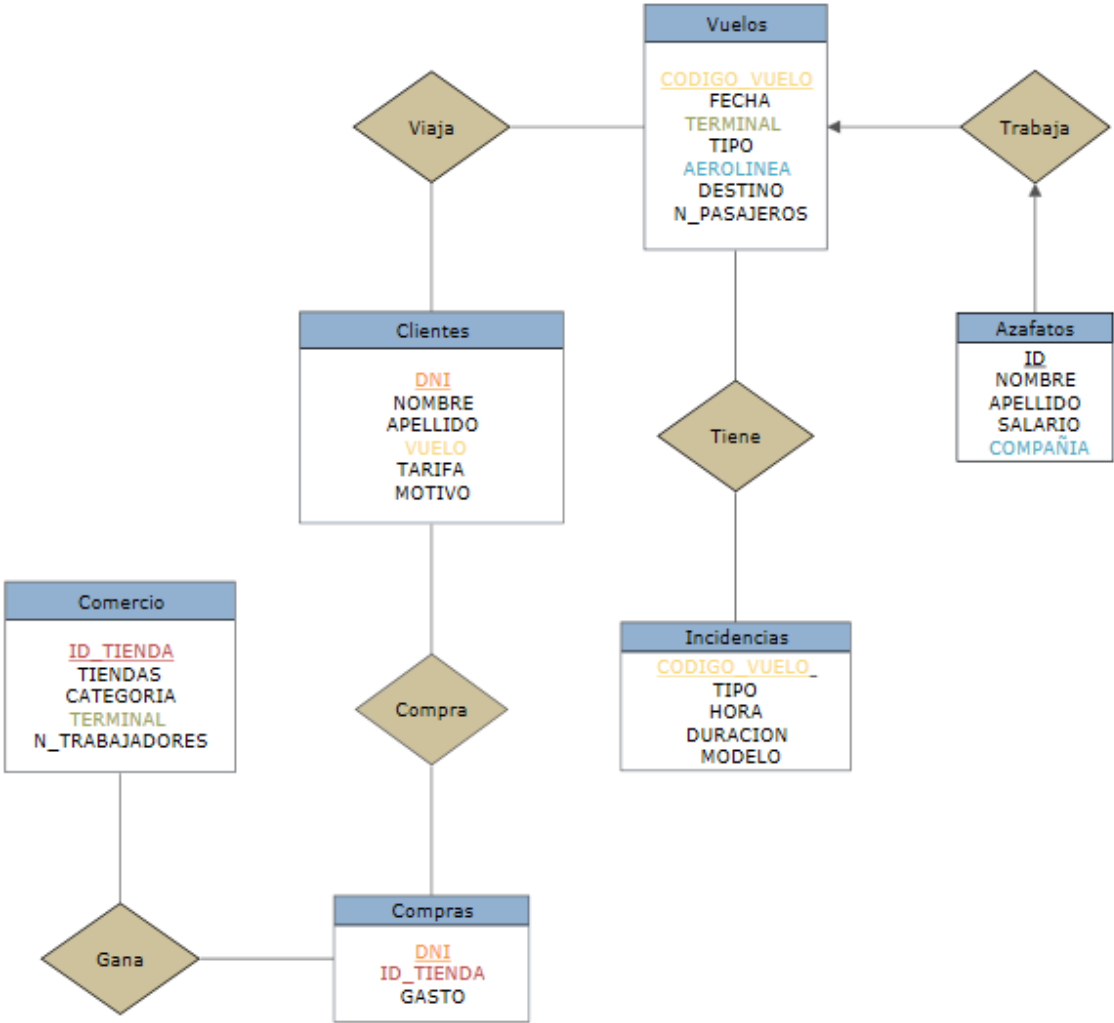 Vuelos
CODIGO_VUELO
FECHA
TERMINAL
TIPO
AEROLINEA
DESTINO
N_PASAJEROS
Viaja
Trabaja
Clientes
DNI
NOMBRE
APELLIDO
VUELO
TARIFA
MOTIVO
Azafatos
ID
NOMBRE
APELLIDO
SALARIO
COMPAÑIA
Tiene
Comercio
ID_TIENDA
TIENDAS
CATEGORIA
TERMINAL
N_TRABAJADORES
Incidencias
CODIGO_VUELO_
TIPO
HORA
DURACION
MODELO
Compra
Gana
Compras
DNI
ID_TIENDA
GASTO